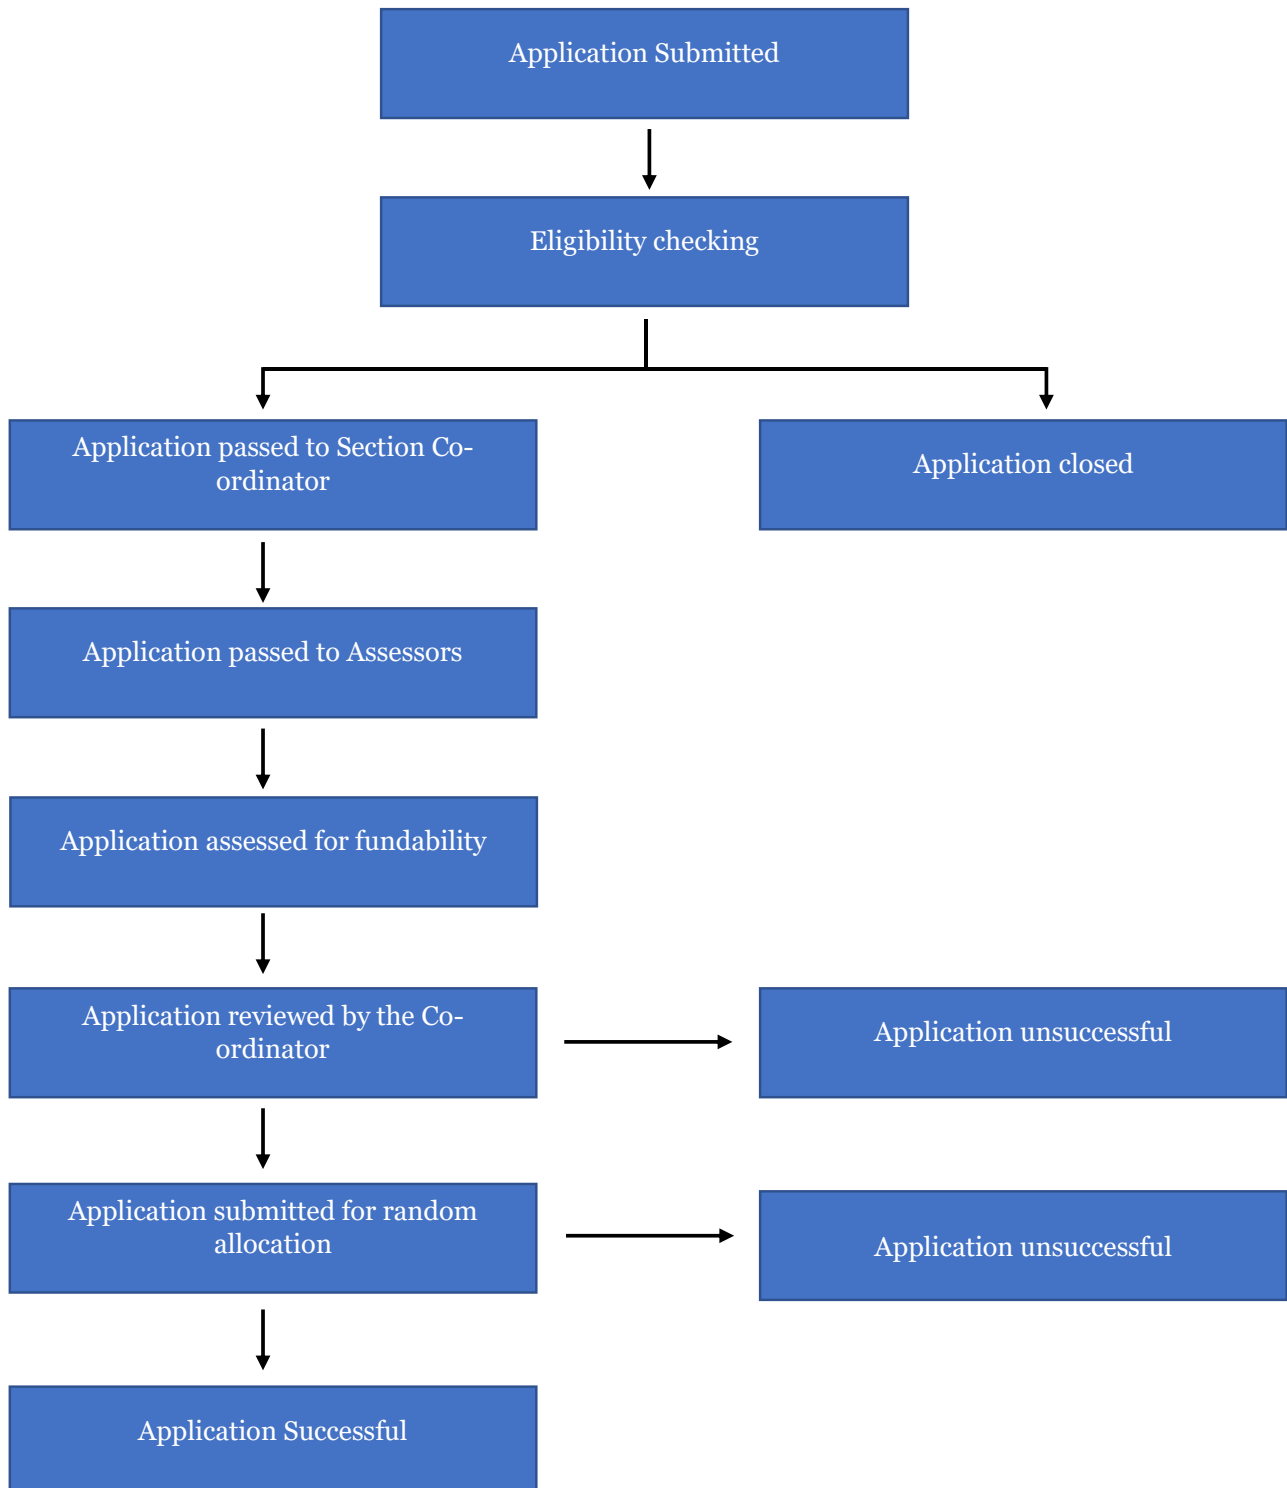 Application Submitted
Eligibility checking
Application passed to Section Co-
ordinator
Application closed
Application passed to Assessors
Application assessed for fundability
Application reviewed by the Co-
ordinator
Application unsuccessful
Application submitted for random
allocation
Application unsuccessful
Application Successful